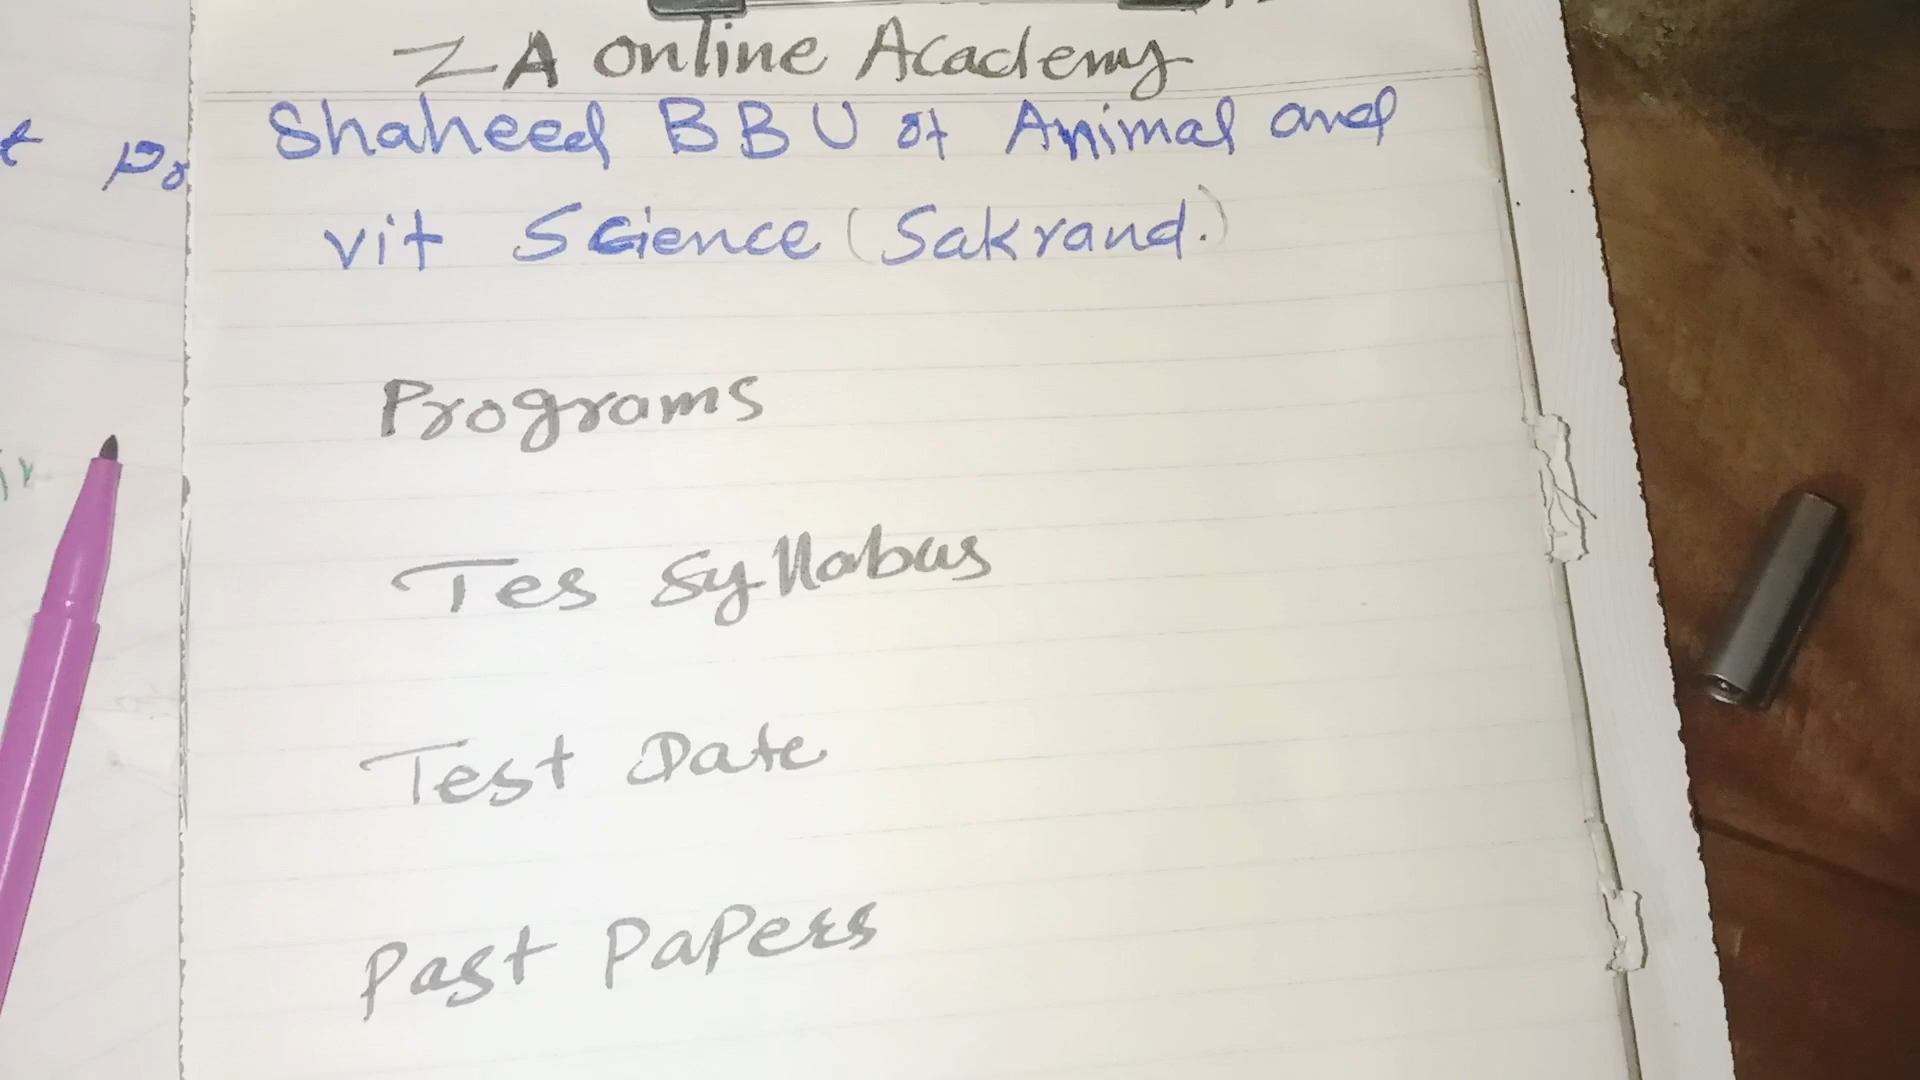 ZA Online Academy
Shaheed BBU of Animal and
vit Science (Sakrand.)
Programs
Tes Syllabus
Test Date
Past Papers